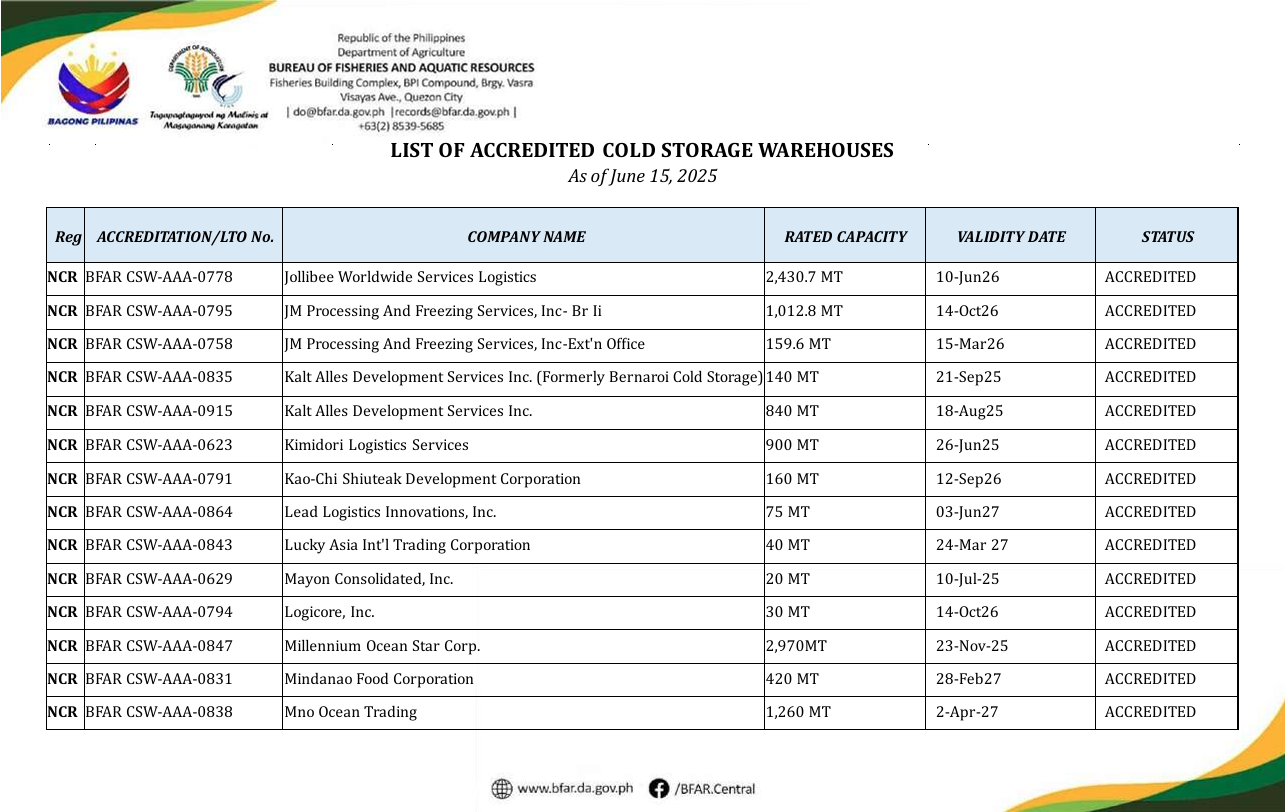 Republic of the Philippines
Department of Agriculture
BUREAU OF FISHERIES AND AQUATIC RESOURCES
Fisheries Building Complex, BPI Compound, Brgy. Vasra
Visayas Ave., Quezon City
| do@bfar.da.gov.ph |records@bfar.da.gov.ph |
+63(2) 8539-5685
BAGONG PILIPINAS
DEPARTMENT OF AGRICULTURE
Tagapagtaguyod ng Malinis at
Masaganang Karagatan
LIST OF ACCREDITED COLD STORAGE WAREHOUSES
As of June 15, 2025
Reg ACCREDITATION/LTO No. COMPANY NAME RATED CAPACITY VALIDITY DATE STATUS
NCR BFAR CSW-AAA-0778 Jollibee Worldwide Services Logistics 2,430.7 MT 10-Jun26 ACCREDITED
NCR BFAR CSW-AAA-0795 JM Processing And Freezing Services, Inc- Br Ii 1,012.8 MT 14-Oct26 ACCREDITED
NCR BFAR CSW-AAA-0758 JM Processing And Freezing Services, Inc-Ext'n Office 159.6 MT 15-Mar26 ACCREDITED
NCR BFAR CSW-AAA-0835 Kalt Alles Development Services Inc. (Formerly Bernaroi Cold Storage) 140 MT 21-Sep25 ACCREDITED
NCR BFAR CSW-AAA-0915 Kalt Alles Development Services Inc. 840 MT 18-Aug25 ACCREDITED
NCR BFAR CSW-AAA-0623 Kimidori Logistics Services 900 MT 26-Jun25 ACCREDITED
NCR BFAR CSW-AAA-0791 Kao-Chi Shiuteak Development Corporation 160 MT 12-Sep26 ACCREDITED
NCR BFAR CSW-AAA-0864 Lead Logistics Innovations, Inc. 75 MT 03-Jun27 ACCREDITED
NCR BFAR CSW-AAA-0843 Lucky Asia Int'l Trading Corporation 40 MT 24-Mar 27 ACCREDITED
NCR BFAR CSW-AAA-0629 Mayon Consolidated, Inc. 20 MT 10-Jul-25 ACCREDITED
NCR BFAR CSW-AAA-0794 Logicore, Inc. 30 MT 14-Oct26 ACCREDITED
NCR BFAR CSW-AAA-0847 Millennium Ocean Star Corp. 2,970MT 23-Nov-25 ACCREDITED
NCR BFAR CSW-AAA-0831 Mindanao Food Corporation 420 MT 28-Feb27 ACCREDITED
NCR BFAR CSW-AAA-0838 Mno Ocean Trading 1,260 MT 2-Apr-27 ACCREDITED
www.bfar.da.gov.ph /BFAR.Central